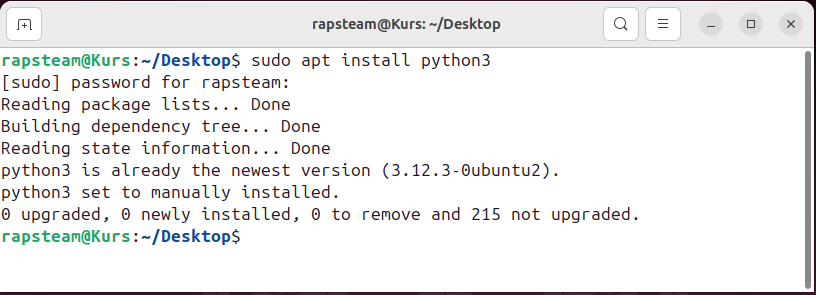 rapsteam@Kurs: ~/Desktop
rapsteam@Kurs:~/Desktop$ sudo apt install python3
[sudo] password for rapsteam:
Reading package lists... Done
Building dependency tree... Done
Reading state information... Done
python3 is already the newest version (3.12.3-0ubuntu2).
python3 set to manually installed.
0 upgraded, 0 newly installed, 0 to remove and 215 not upgraded.
rapsteam@Kurs:~/Desktop$